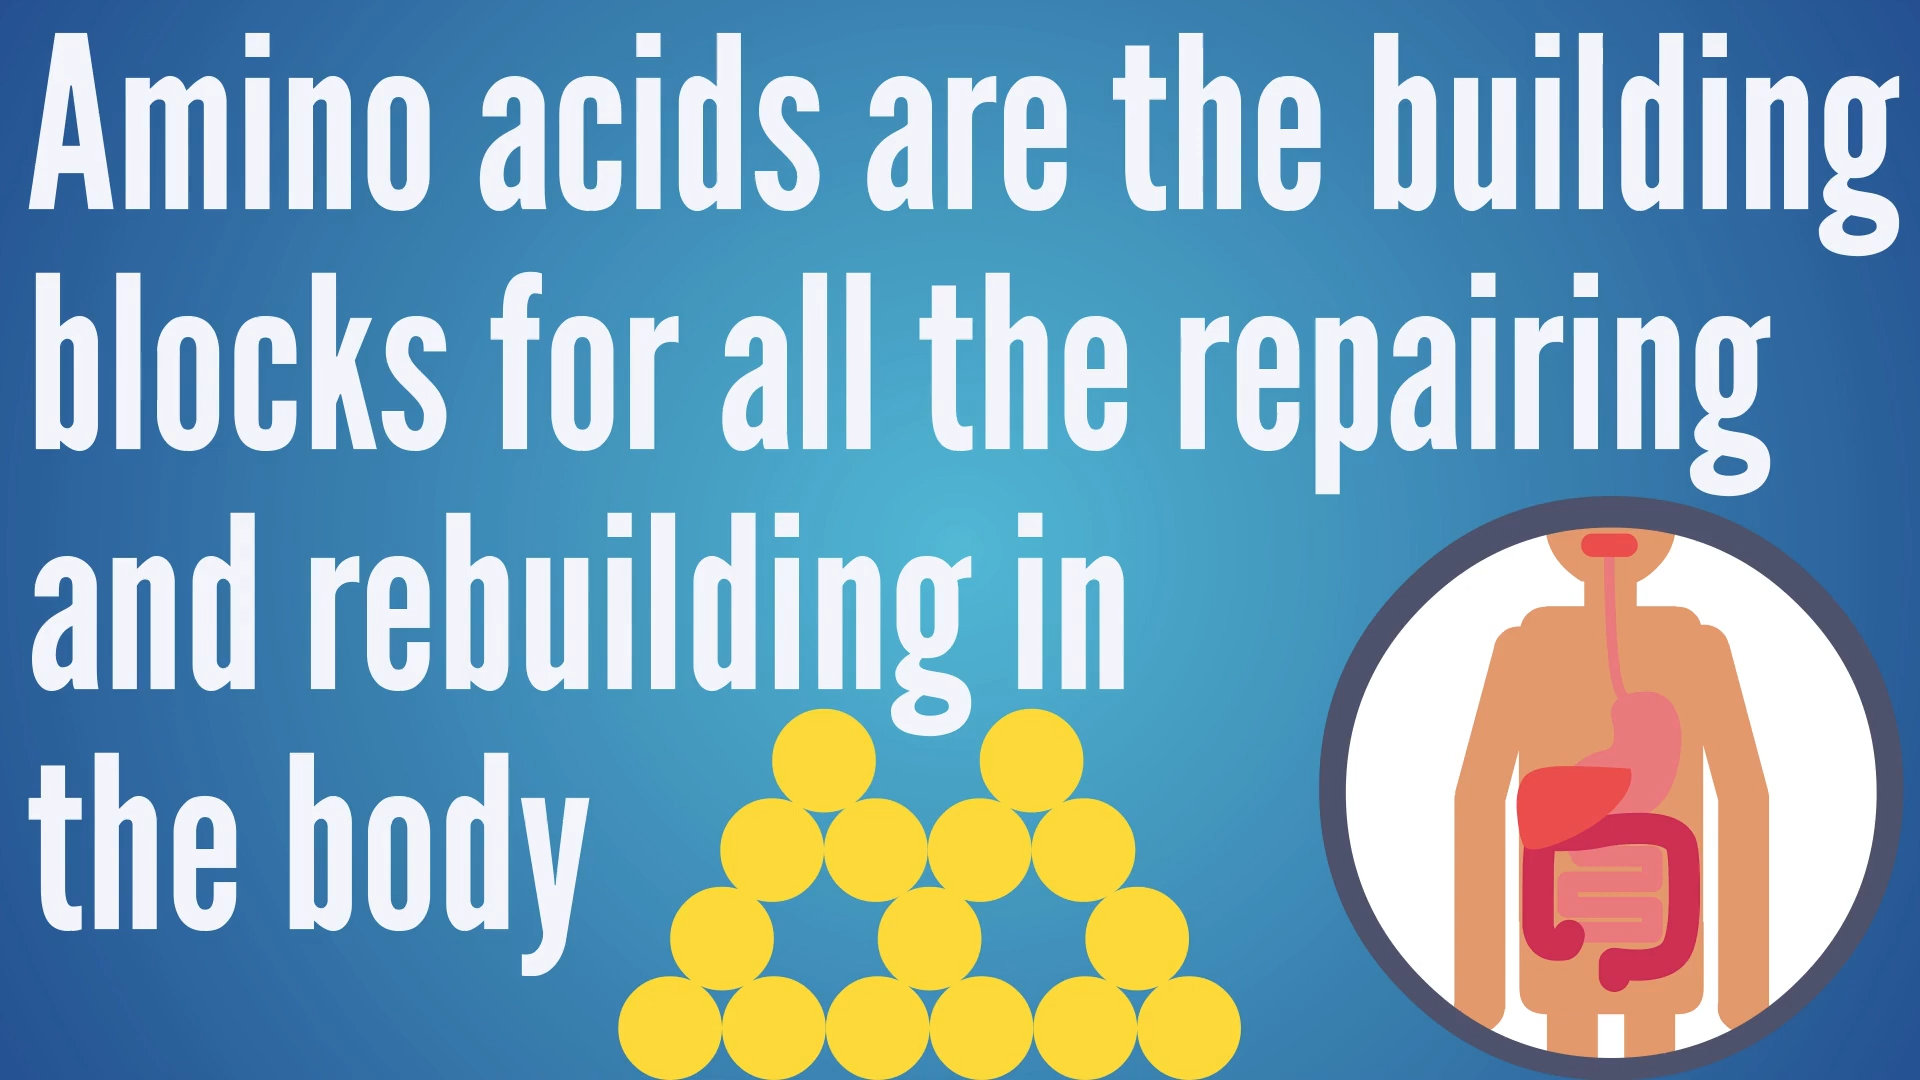 Amino acids are the building
blocks for all the repairing
and rebuilding in
the body